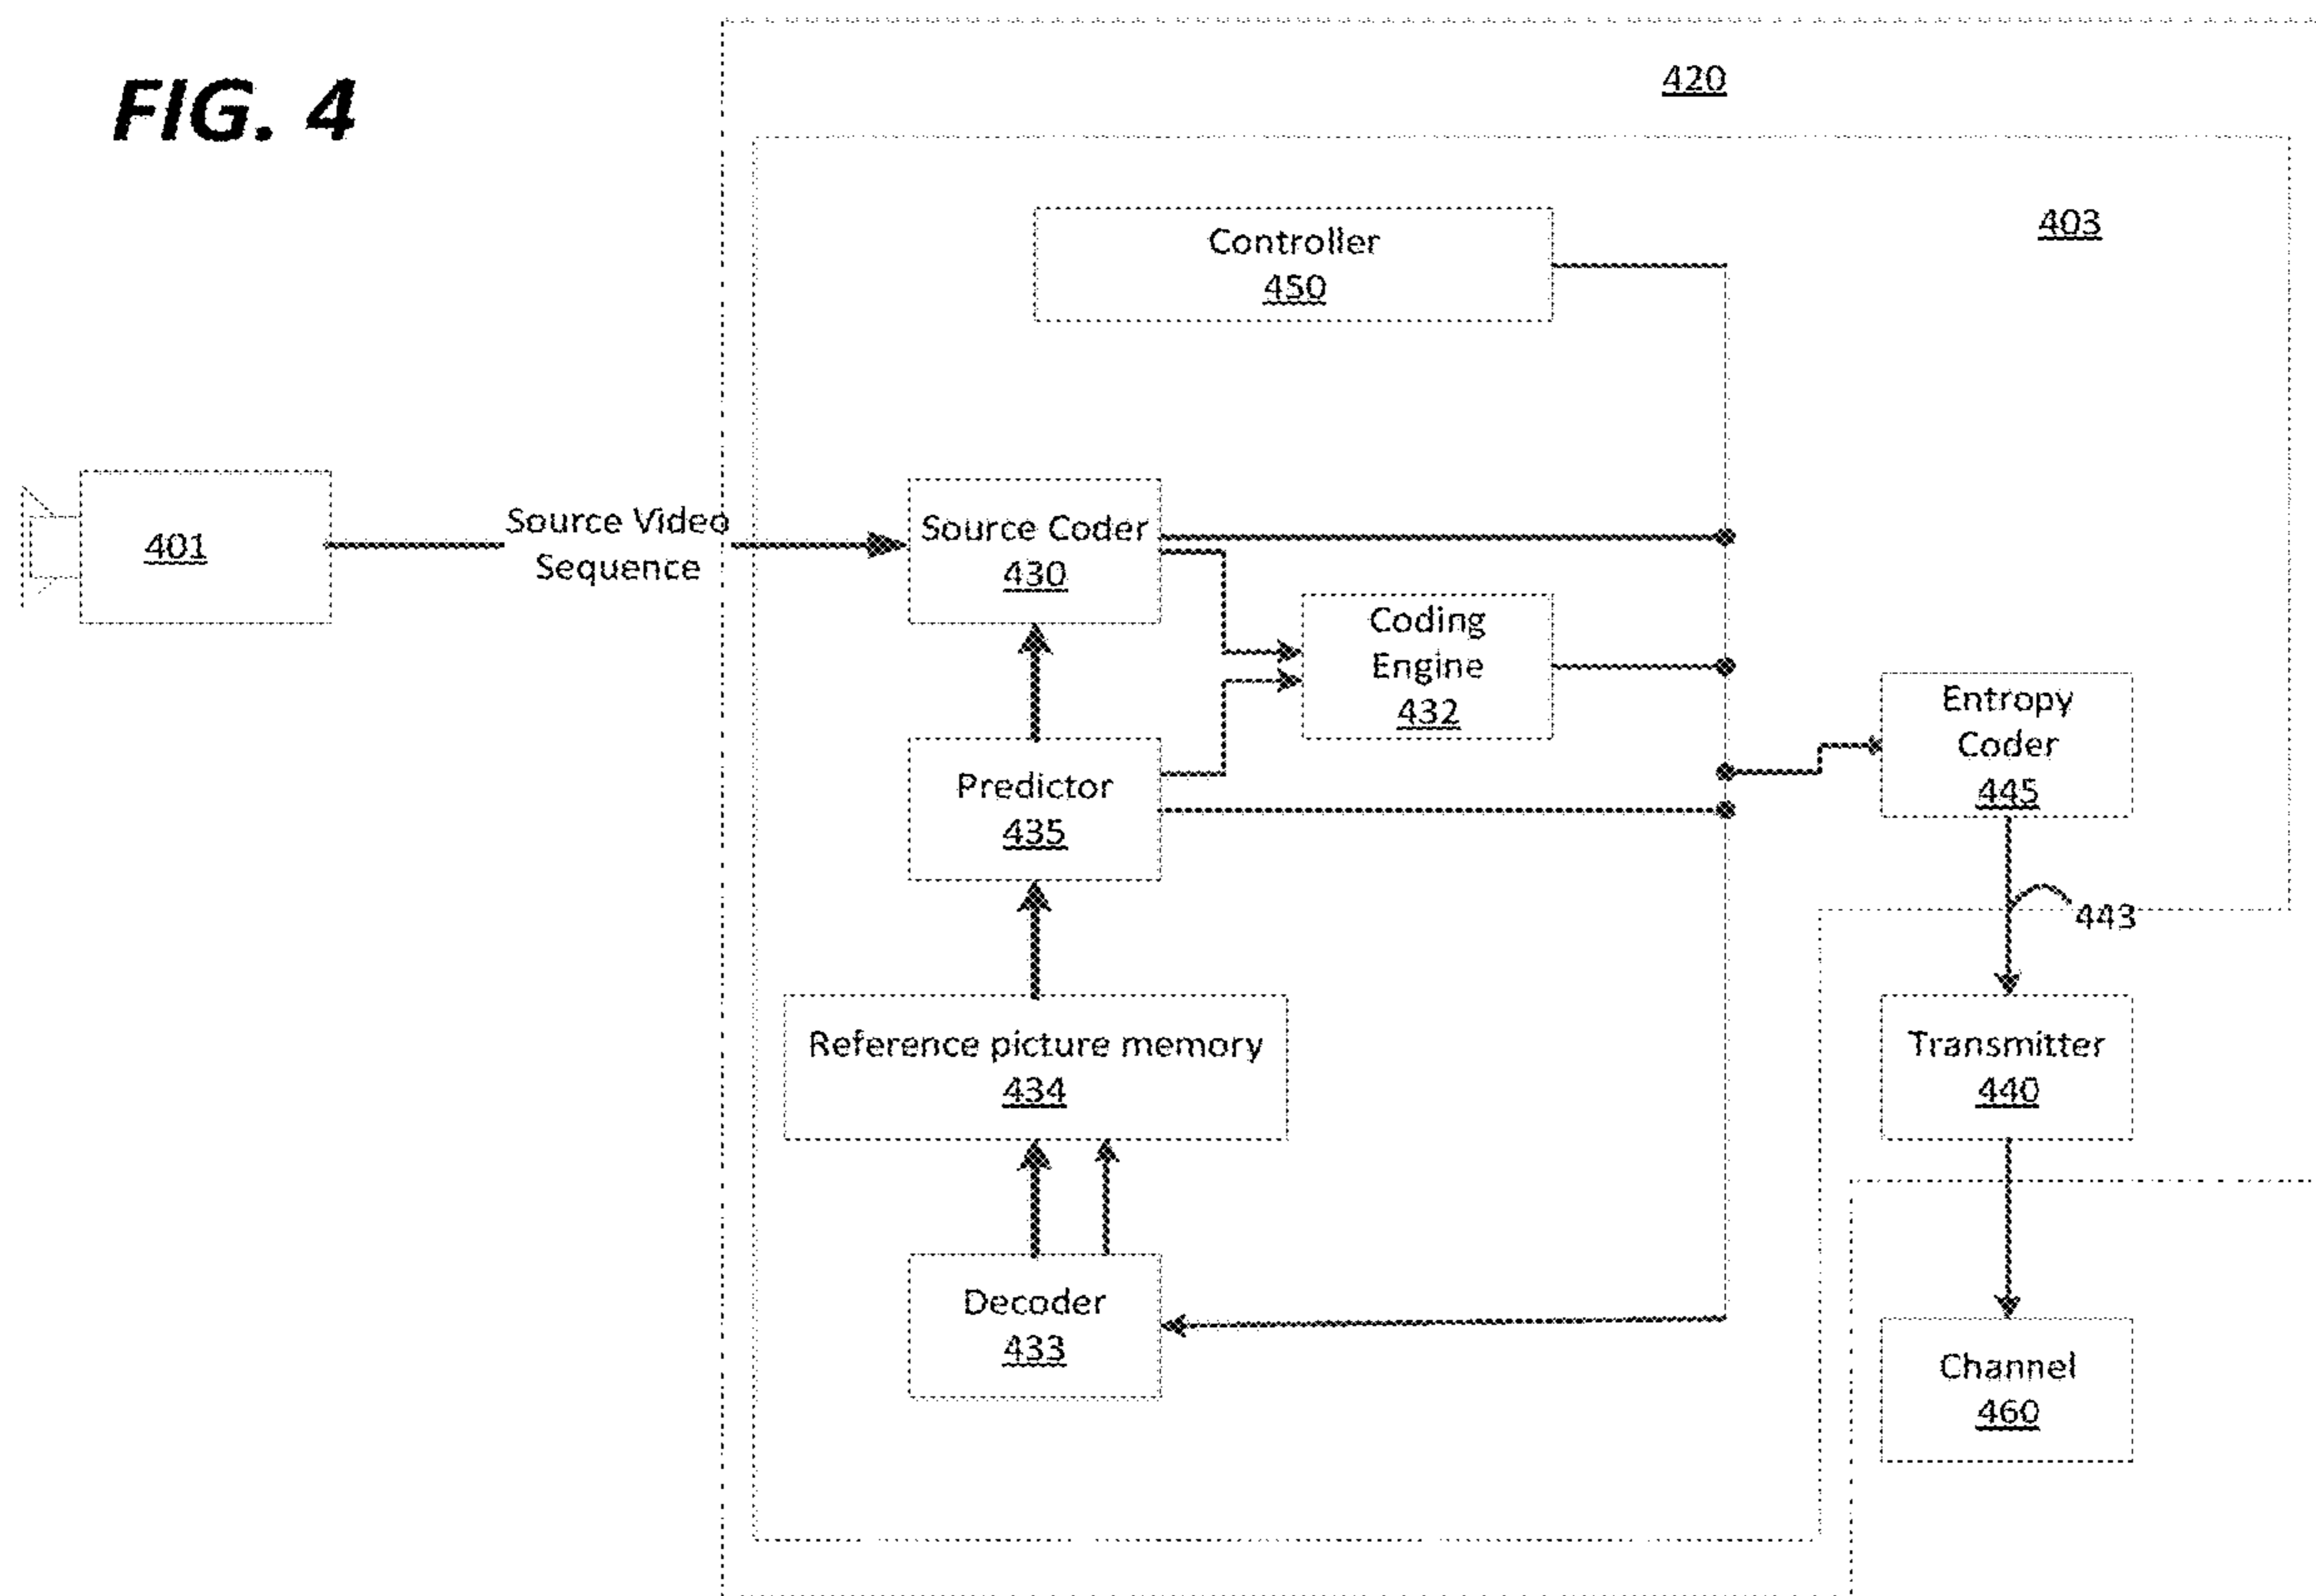 FIG. 4
420
403
Controller
450
401
Source Video
Sequence
Source Coder
430
Coding
Engine
432
Entropy
Coder
445
Predictor
435
443
Reference picture memory
434
Transmitter
440
Decoder
433
Channel
460